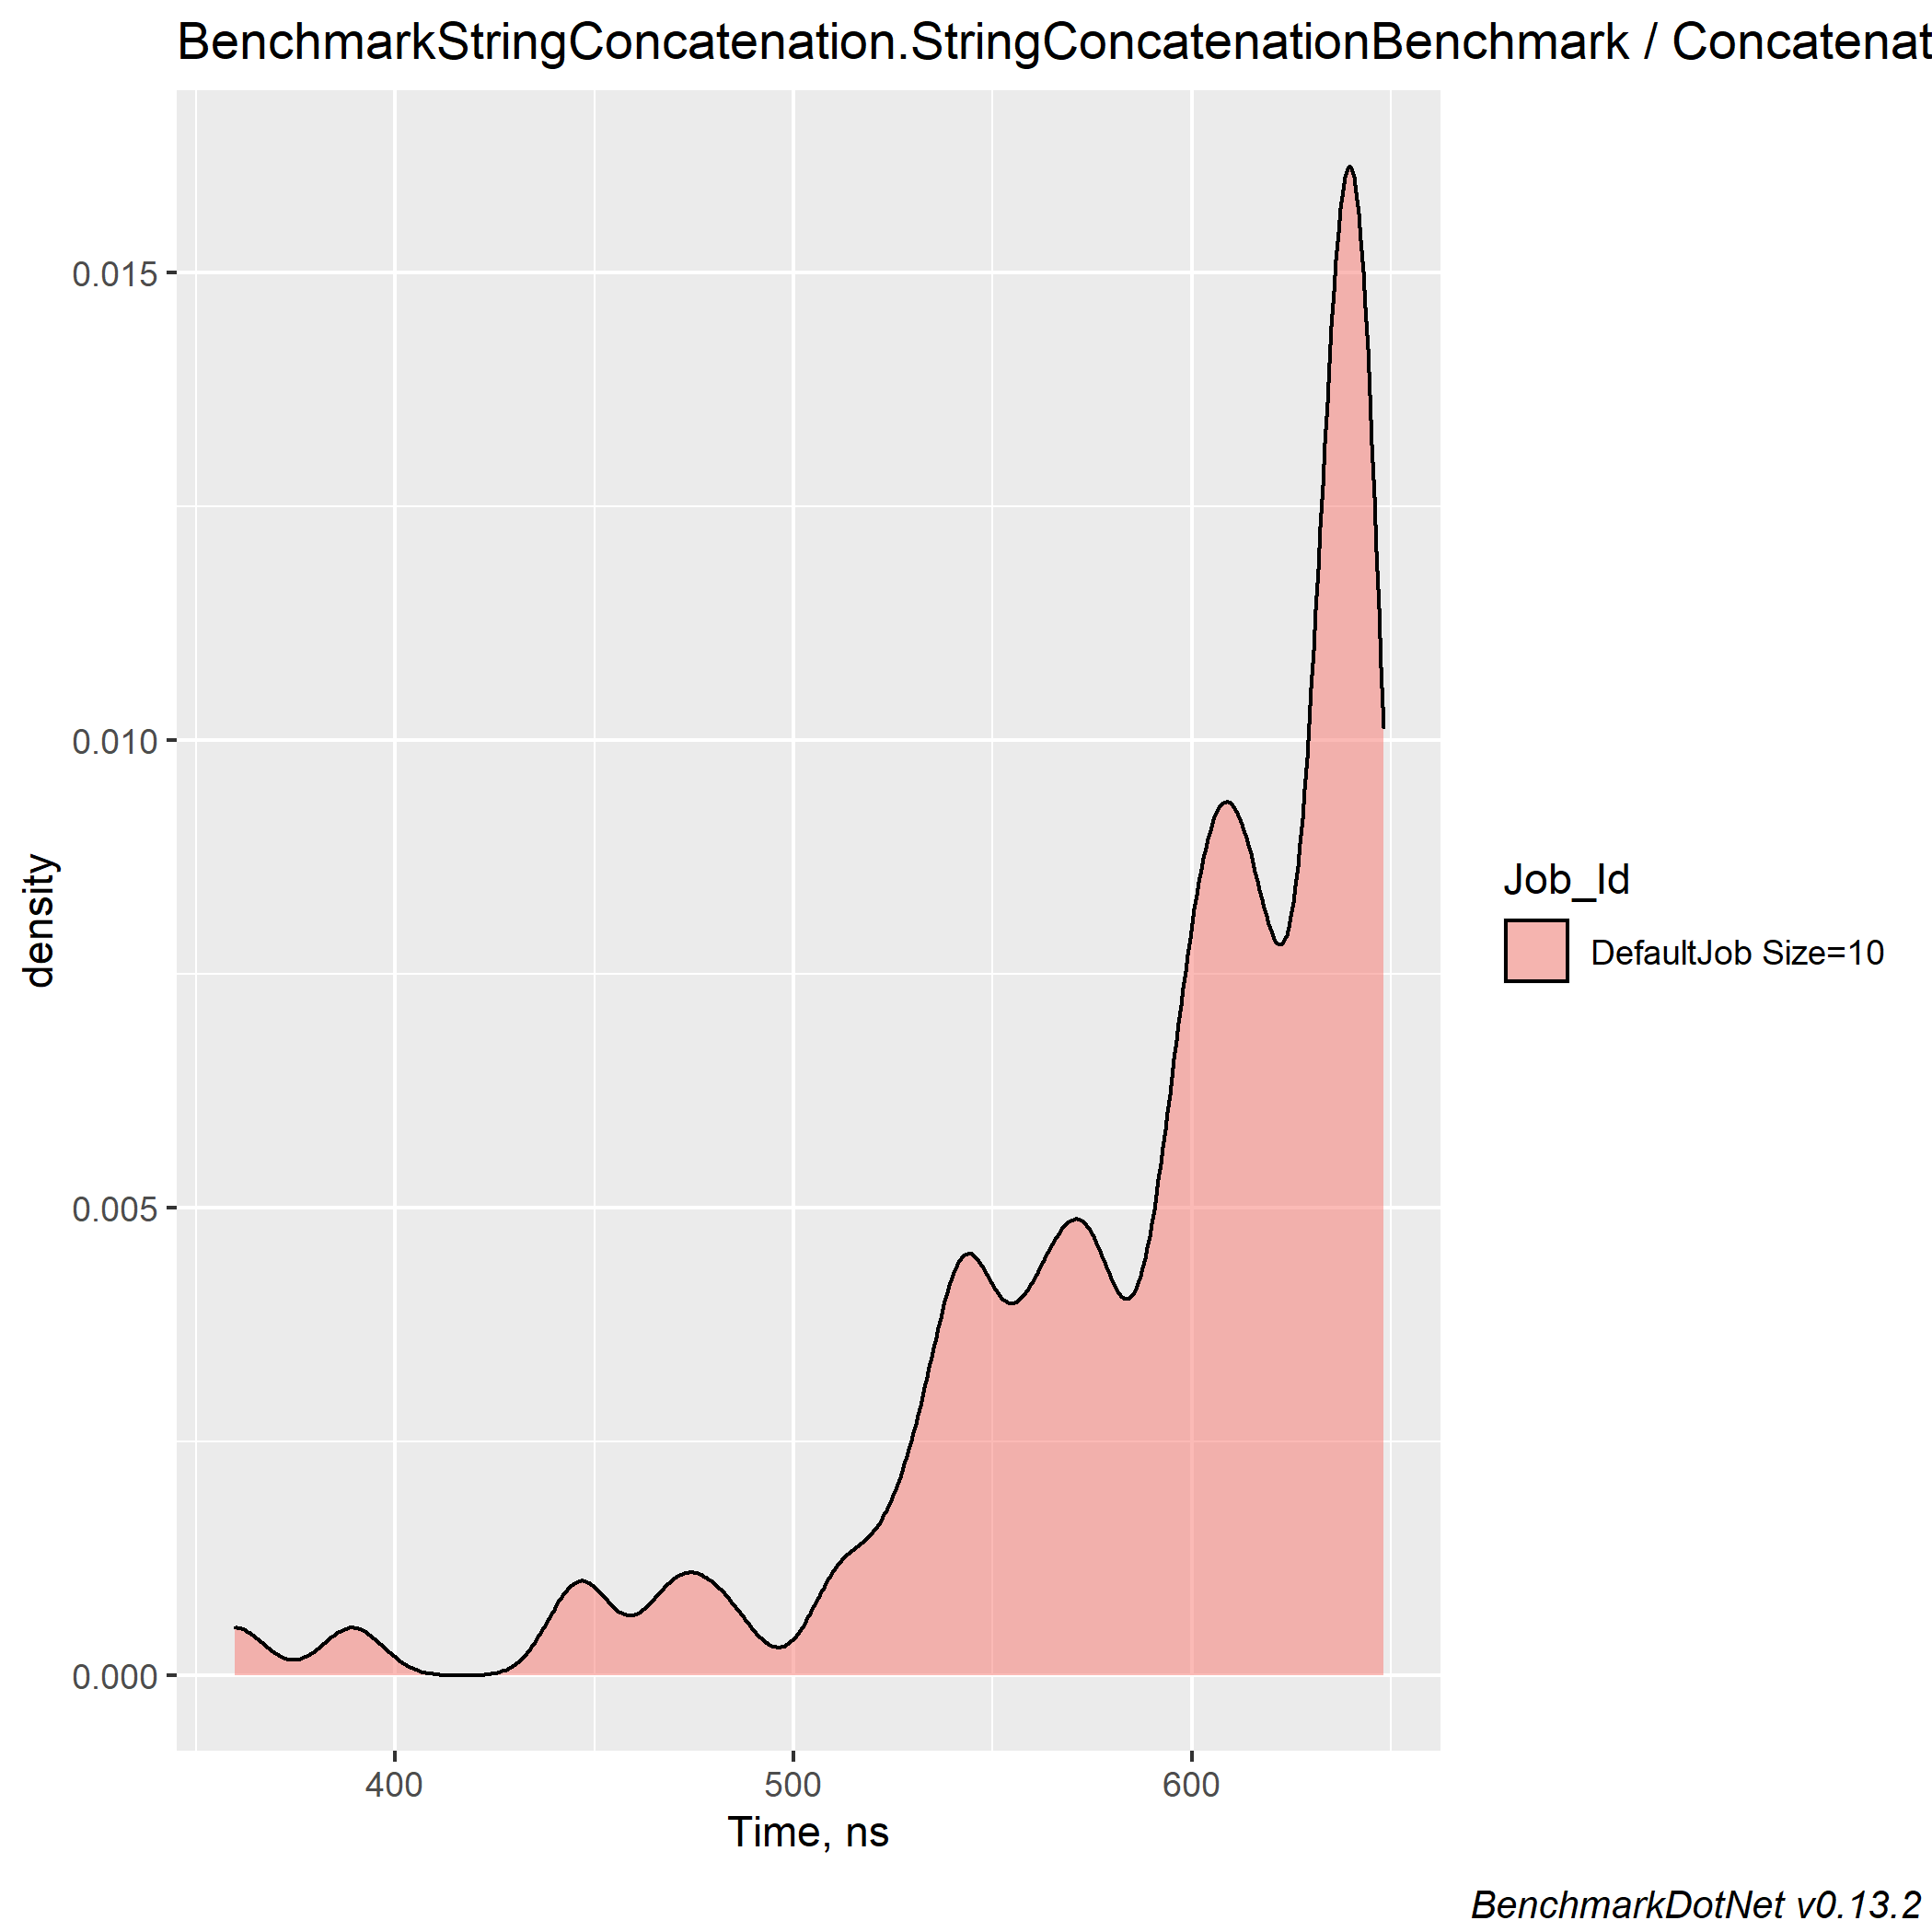 BenchmarkStringConcatenation.StringConcatenationBenchmark / Concatenat
0.015
0.010
0.005
0.000
density
400 500 600
Time, ns
Job_Id
DefaultJob Size=10
BenchmarkDotNet v0.13.2